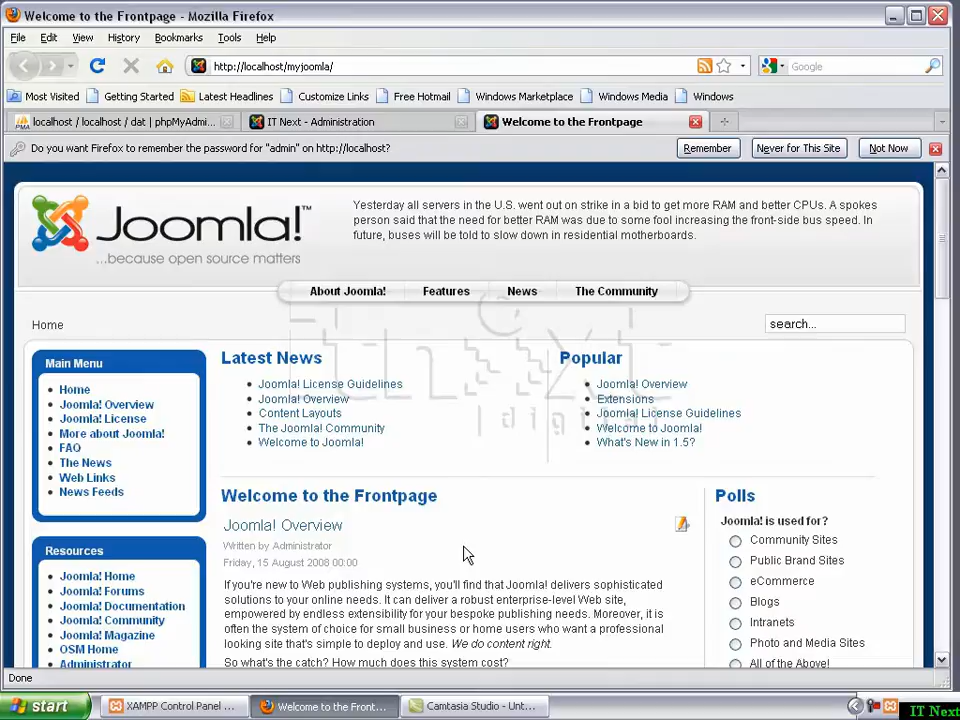 Welcome to the Frontpage - Mozilla Firefox
File Edit View History Bookmarks Tools Help
http://localhost/myjoomla/
Google
Most Visited Getting Started Latest Headlines Customize Links Free Hotmail Windows Marketplace Windows Media Windows
PMA localhost / localhost / dat | phpMyAdmi... IT Next - Administration Welcome to the Frontpage
Do you want Firefox to remember the password for "admin" on http://localhost? Remember Never for This Site Not Now
Joomla!™
...because open source matters
Yesterday all servers in the U.S. went out on strike in a bid to get more RAM and better CPUs. A spokes
person said that the need for better RAM was due to some fool increasing the front-side bus speed. In
future, buses will be told to slow down in residential motherboards.
About Joomla! Features News The Community
Home
search...
Main Menu
Home
Joomla! Overview
Joomla! License
More about Joomla!
FAQ
The News
Web Links
News Feeds
Latest News
Joomla! License Guidelines
Joomla! Overview
Content Layouts
The Joomla! Community
Welcome to Joomla!
Popular
Joomla! Overview
Extensions
Joomla! License Guidelines
Welcome to Joomla!
What's New in 1.5?
Resources
Joomla! Home
Joomla! Forums
Joomla! Documentation
Joomla! Community
Joomla! Magazine
OSM Home
Administrator
Welcome to the Frontpage
Joomla! Overview
Written by Administrator
Friday, 15 August 2008 00:00
If you're new to Web publishing systems, you'll find that Joomla! delivers sophisticated
solutions to your online needs. It can deliver a robust enterprise-level Web site,
empowered by endless extensibility for your bespoke publishing needs. Moreover, it is
often the system of choice for small business or home users who want a professional
looking site that's simple to deploy and use. We do content right.
So what's the catch? How much does this system cost?
Polls
Joomla! is used for?
Community Sites
Public Brand Sites
eCommerce
Blogs
Intranets
Photo and Media Sites
All of the Above!
Done
start XAMPP Control Panel ... Welcome to the Front... Camtasia Studio - Unt...
IT Next